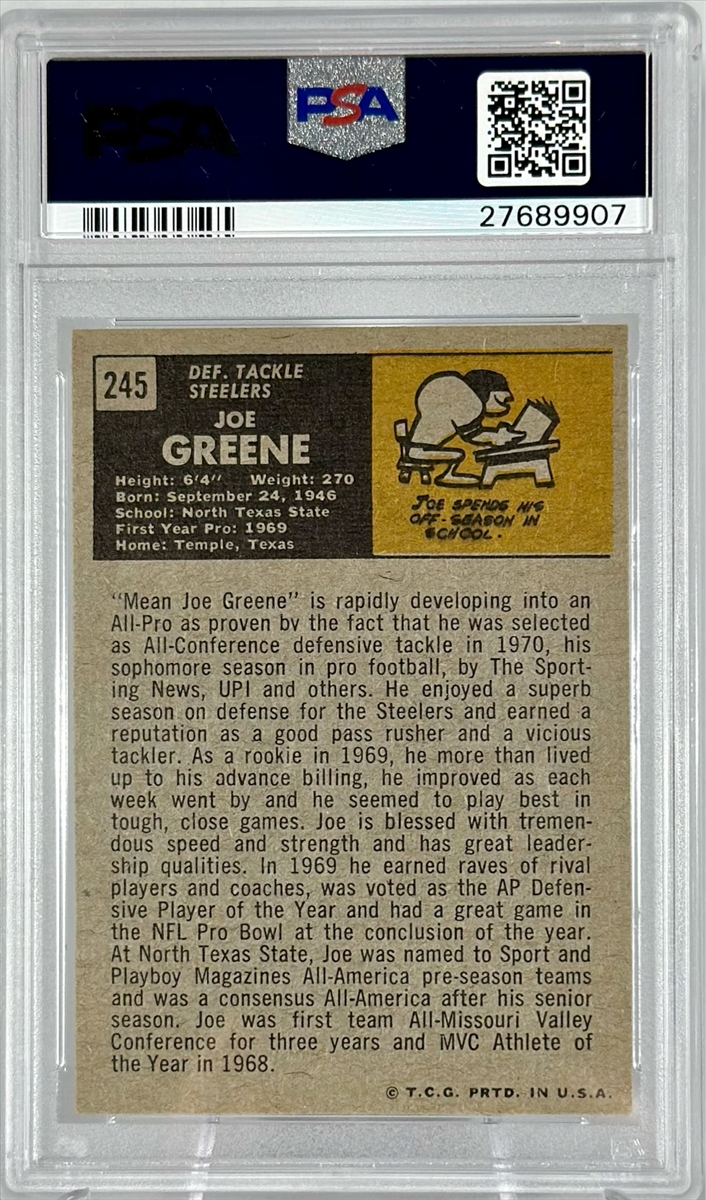 PSA
PSA
27689907
245
DEF. TACKLE
STEELERS
JOE
GREENE
Height: 6'4" Weight: 270
Born: September 24, 1946
School: North Texas State
First Year Pro: 1969
Home: Temple, Texas
JOE SPENDS HIS
OFF-SEASON IN
SCHOOL.
"Mean Joe Greene" is rapidly developing into an
All-Pro as proven by the fact that he was selected
as All-Conference defensive tackle in 1970, his
sophomore season in pro football, by The Sport-
ing News, UPI and others. He enjoyed a superb
season on defense for the Steelers and earned a
reputation as a good pass rusher and a vicious
tackler. As a rookie in 1969, he more than lived
up to his advance billing, he improved as each
week went by and he seemed to play best in
tough, close games. Joe is blessed with tremen-
dous speed and strength and has great leader-
ship qualities. In 1969 he earned raves of rival
players and coaches, was voted as the AP Defen-
sive Player of the Year and had a great game in
the NFL Pro Bowl at the conclusion of the year.
At North Texas State, Joe was named to Sport and
Playboy Magazines All-America pre-season teams
and was a consensus All-America after his senior
season. Joe was first team All-Missouri Valley
Conference for three years and MVC Athlete of
the Year in 1968.
© T.C.G. PRTD. IN U.S.A.